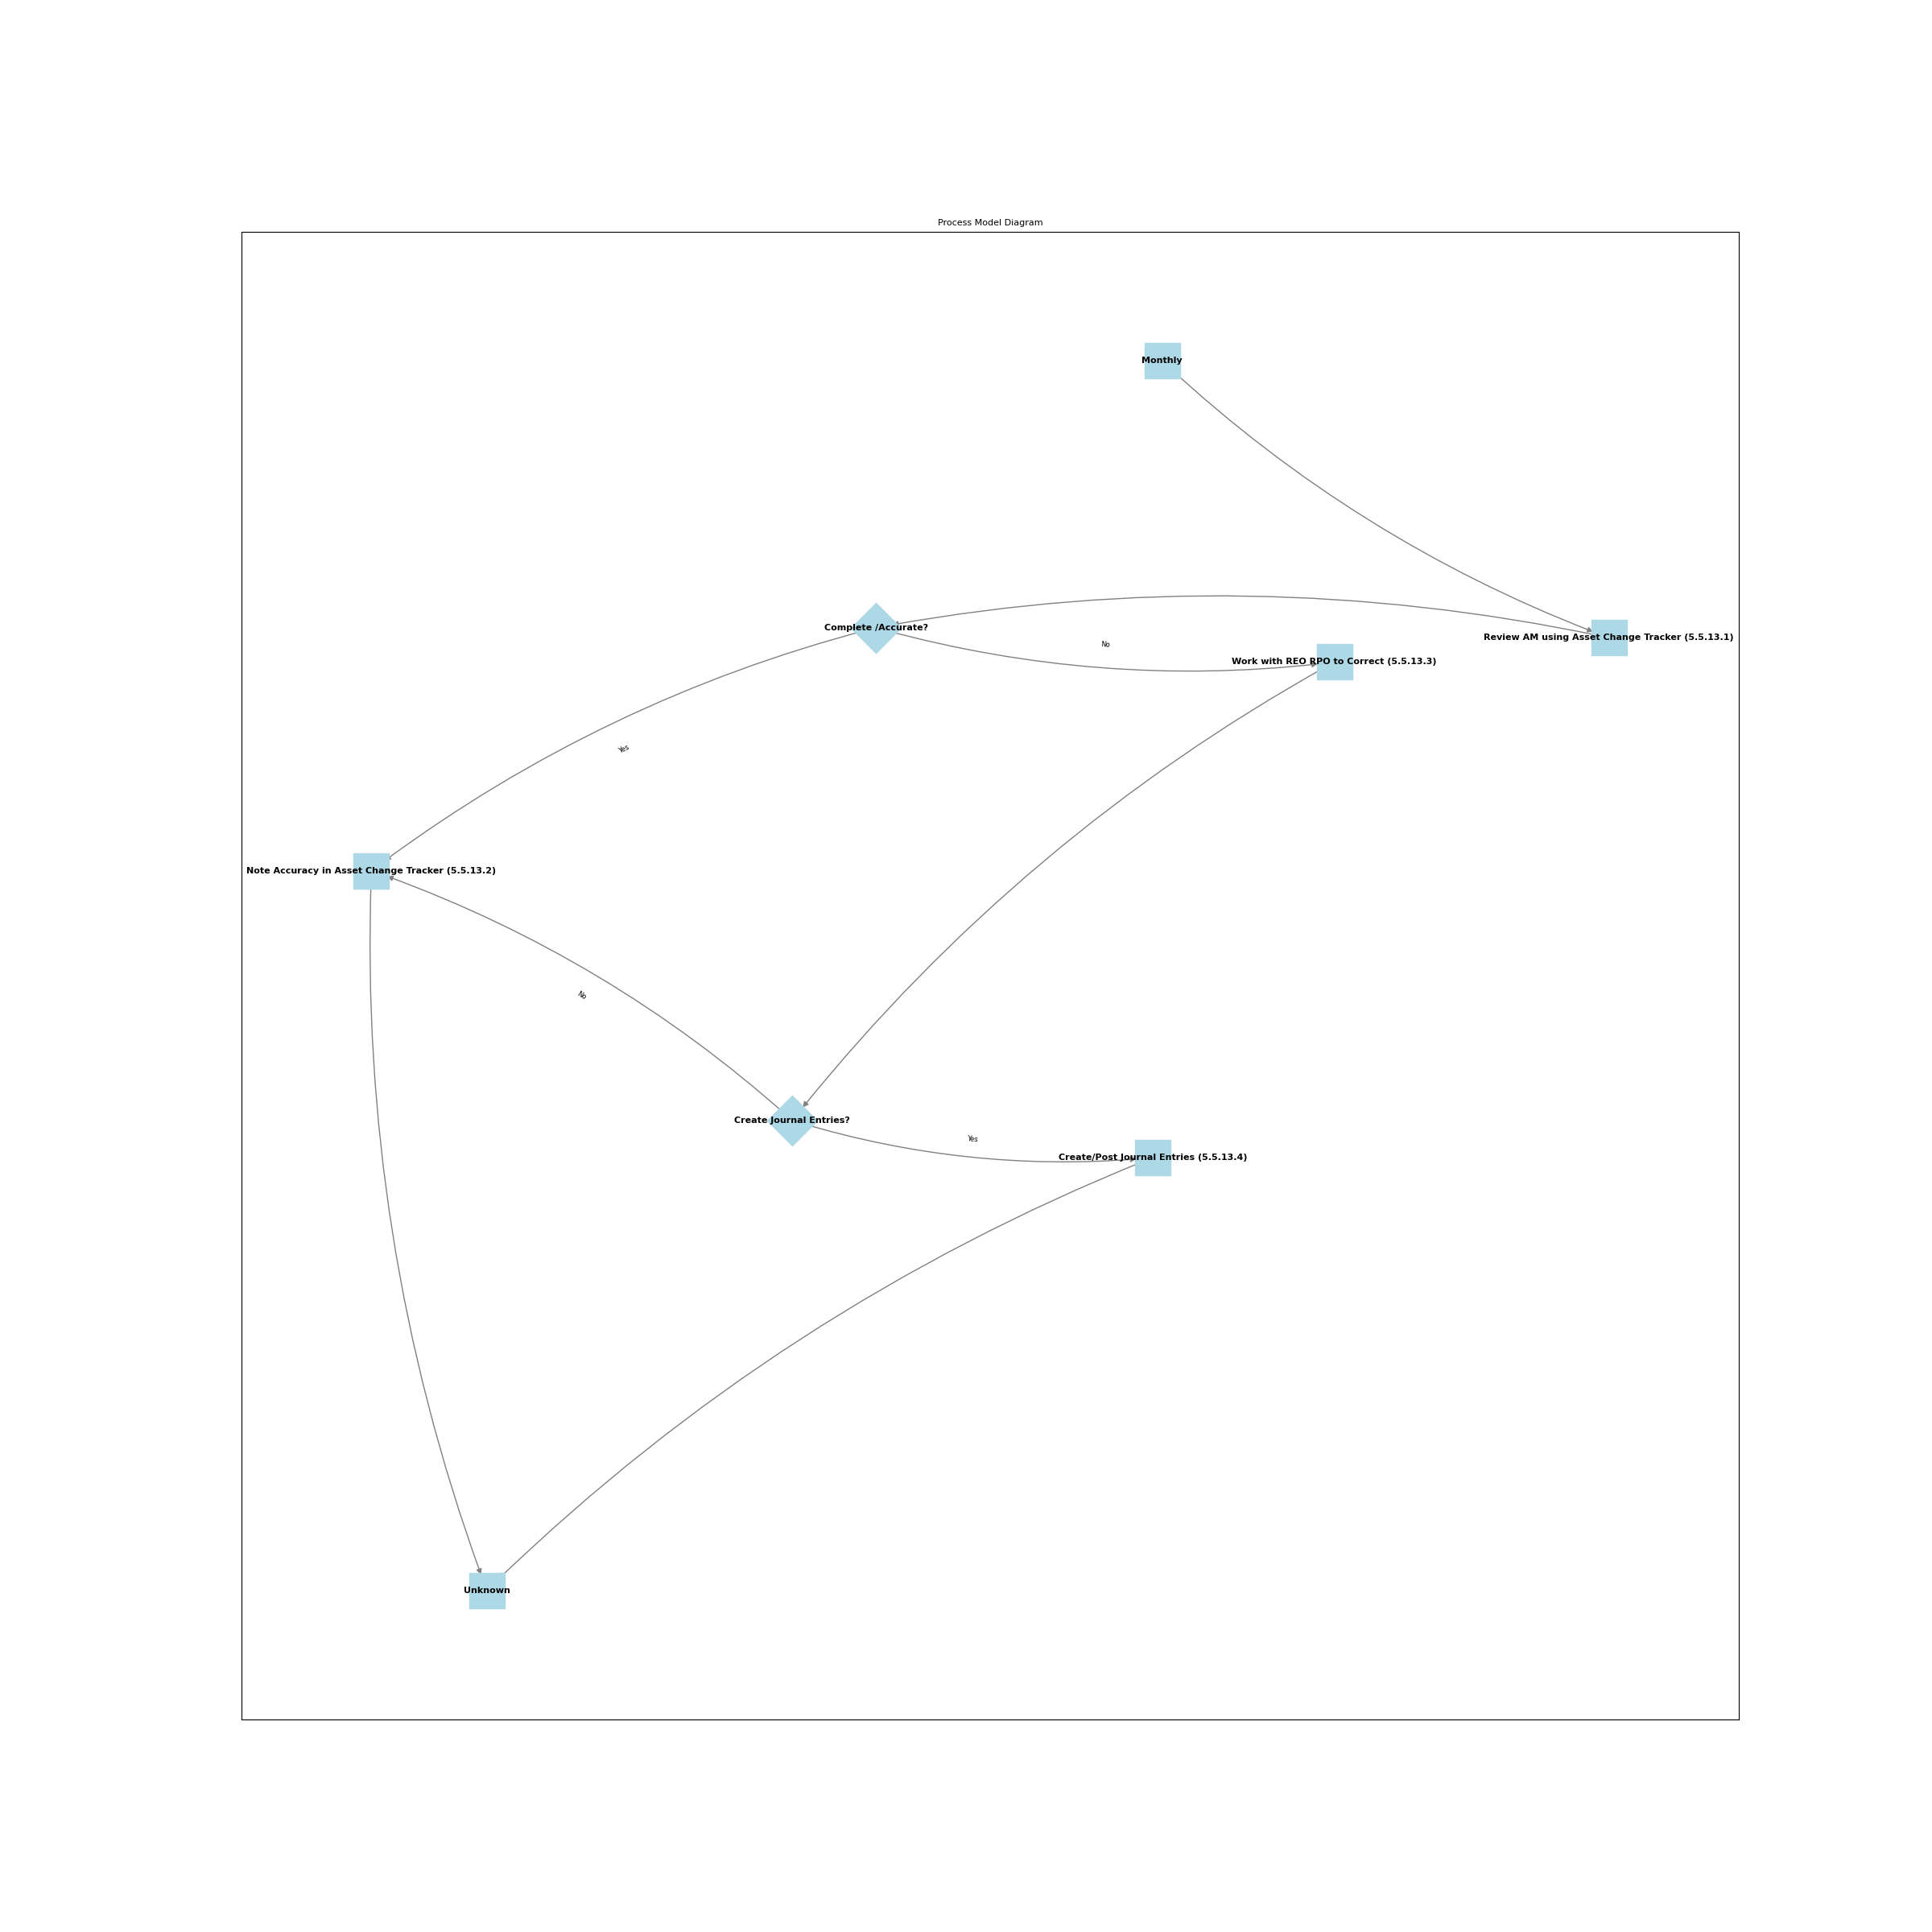 Process Model Diagram
Monthly
Complete /Accurate?
Review AM using Asset Change Tracker (5.5.13.1)
No
Work with REO RPO to Correct (5.5.13.3)
Yes
Note Accuracy in Asset Change Tracker (5.5.13.2)
No
Create Journal Entries?
Yes
Create/Post Journal Entries (5.5.13.4)
Unknown